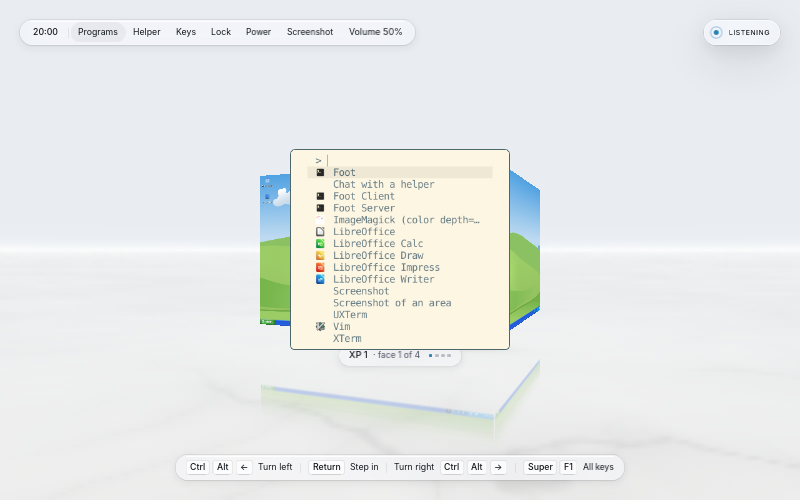 20:00 Programs Helper Keys Lock Power Screenshot Volume 50%
LISTENING
>
Foot
Chat with a helper
Foot Client
Foot Server
ImageMagick (color depth=…
LibreOffice
LibreOffice Calc
LibreOffice Draw
LibreOffice Impress
LibreOffice Writer
Screenshot
Screenshot of an area
UXTerm
Vim
XTerm
XP 1 · face 1 of 4
Ctrl Alt ← Turn left Return Step in Turn right Ctrl Alt → Super F1 All keys